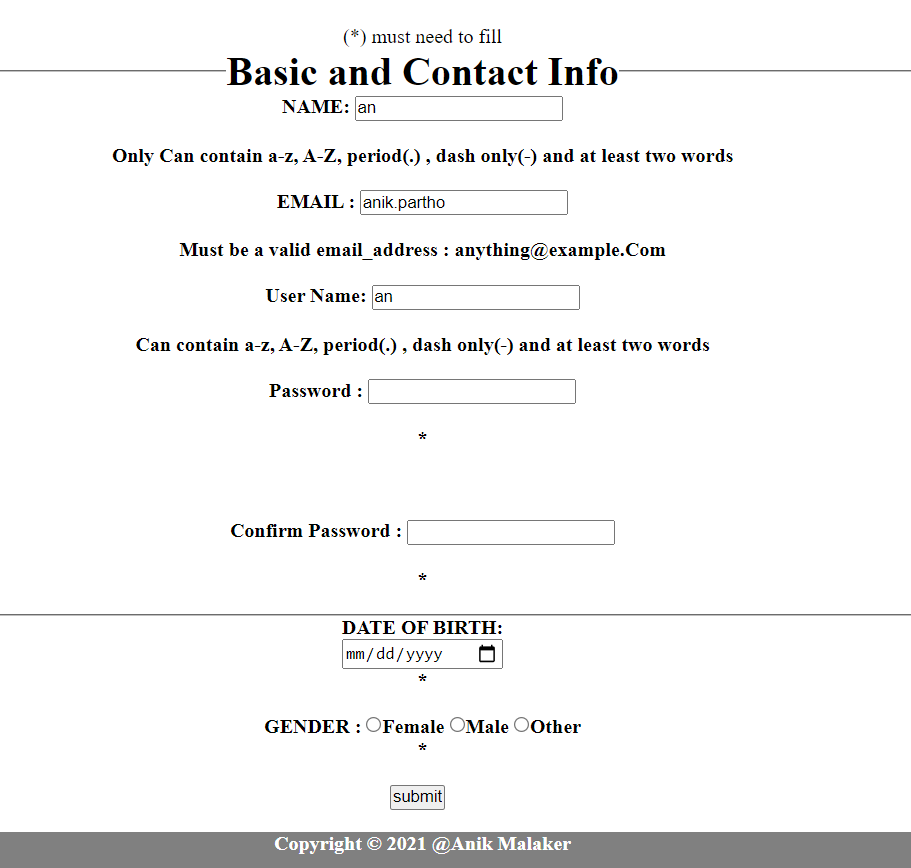 (*) must need to fill
Basic and Contact Info
NAME: an
Only Can contain a-z, A-Z, period(.) , dash only(-) and at least two words
EMAIL : anik.partho
Must be a valid email_address : anything@example.Com
User Name: an
Can contain a-z, A-Z, period(.) , dash only(-) and at least two words
Password :
*
Confirm Password :
*
DATE OF BIRTH:
mm/dd/yyyy
*
GENDER : Female Male Other
*
submit
Copyright © 2021 @Anik Malaker